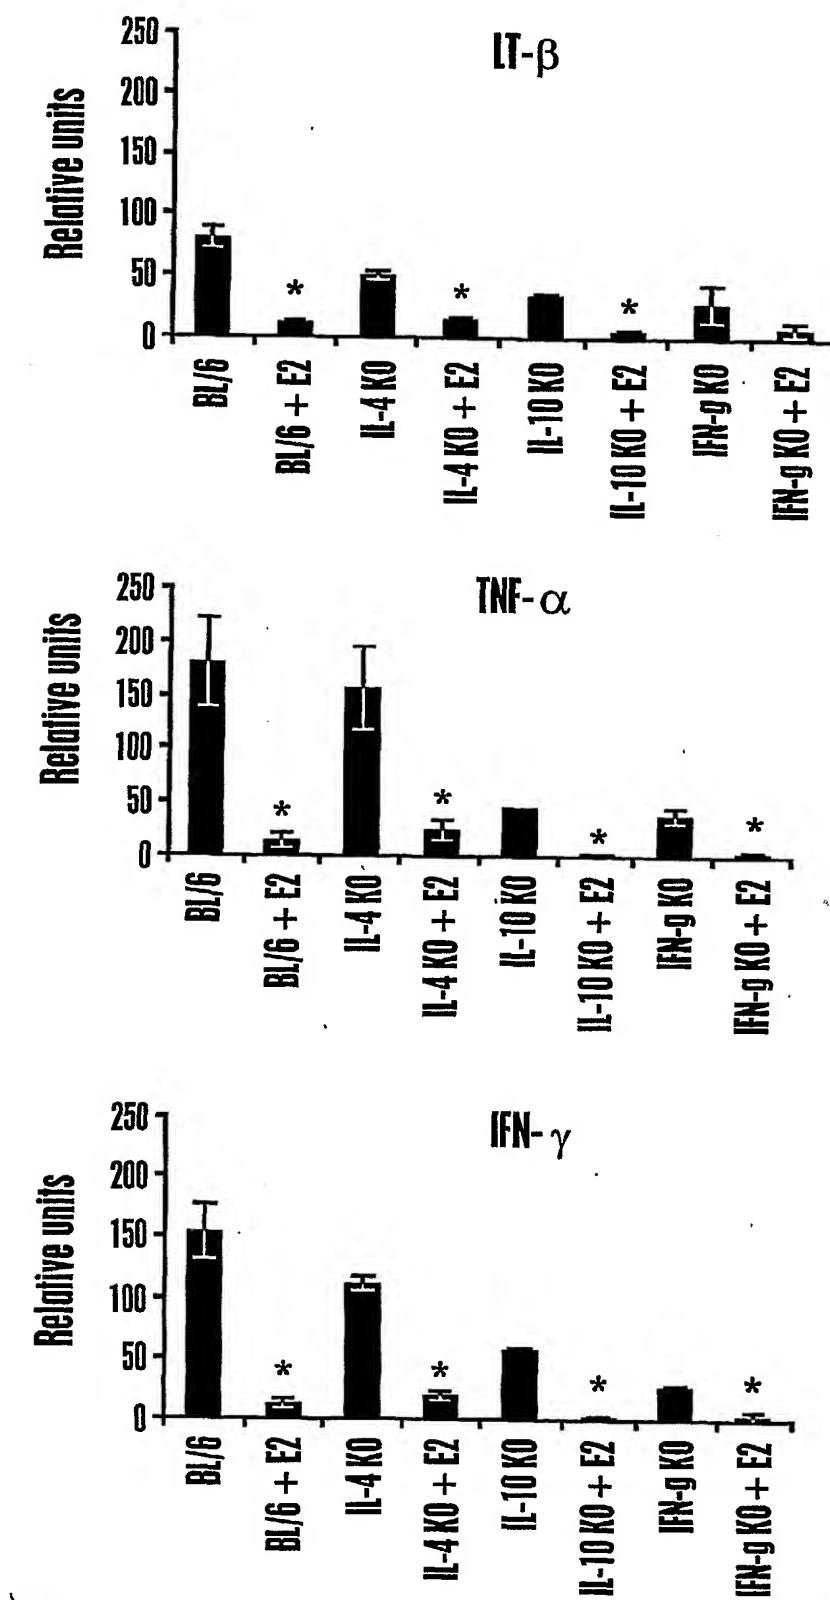 LT-β
Relative units
250
200
150
100
50
0
*
*
*
BL/6
BL/6 + E2
IL-4 KO
IL-4 KO + E2
IL-10 KO
IL-10 KO + E2
IFN-g KO
IFN-g KO + E2
TNF-α
Relative units
250
200
150
100
50
0
*
*
*
*
BL/6
BL/6 + E2
IL-4 KO
IL-4 KO + E2
IL-10 KO
IL-10 KO + E2
IFN-g KO
IFN-g KO + E2
IFN-γ
Relative units
250
200
150
100
50
0
*
*
*
*
BL/6
BL/6 + E2
IL-4 KO
IL-4 KO + E2
IL-10 KO
IL-10 KO + E2
IFN-g KO
IFN-g KO + E2